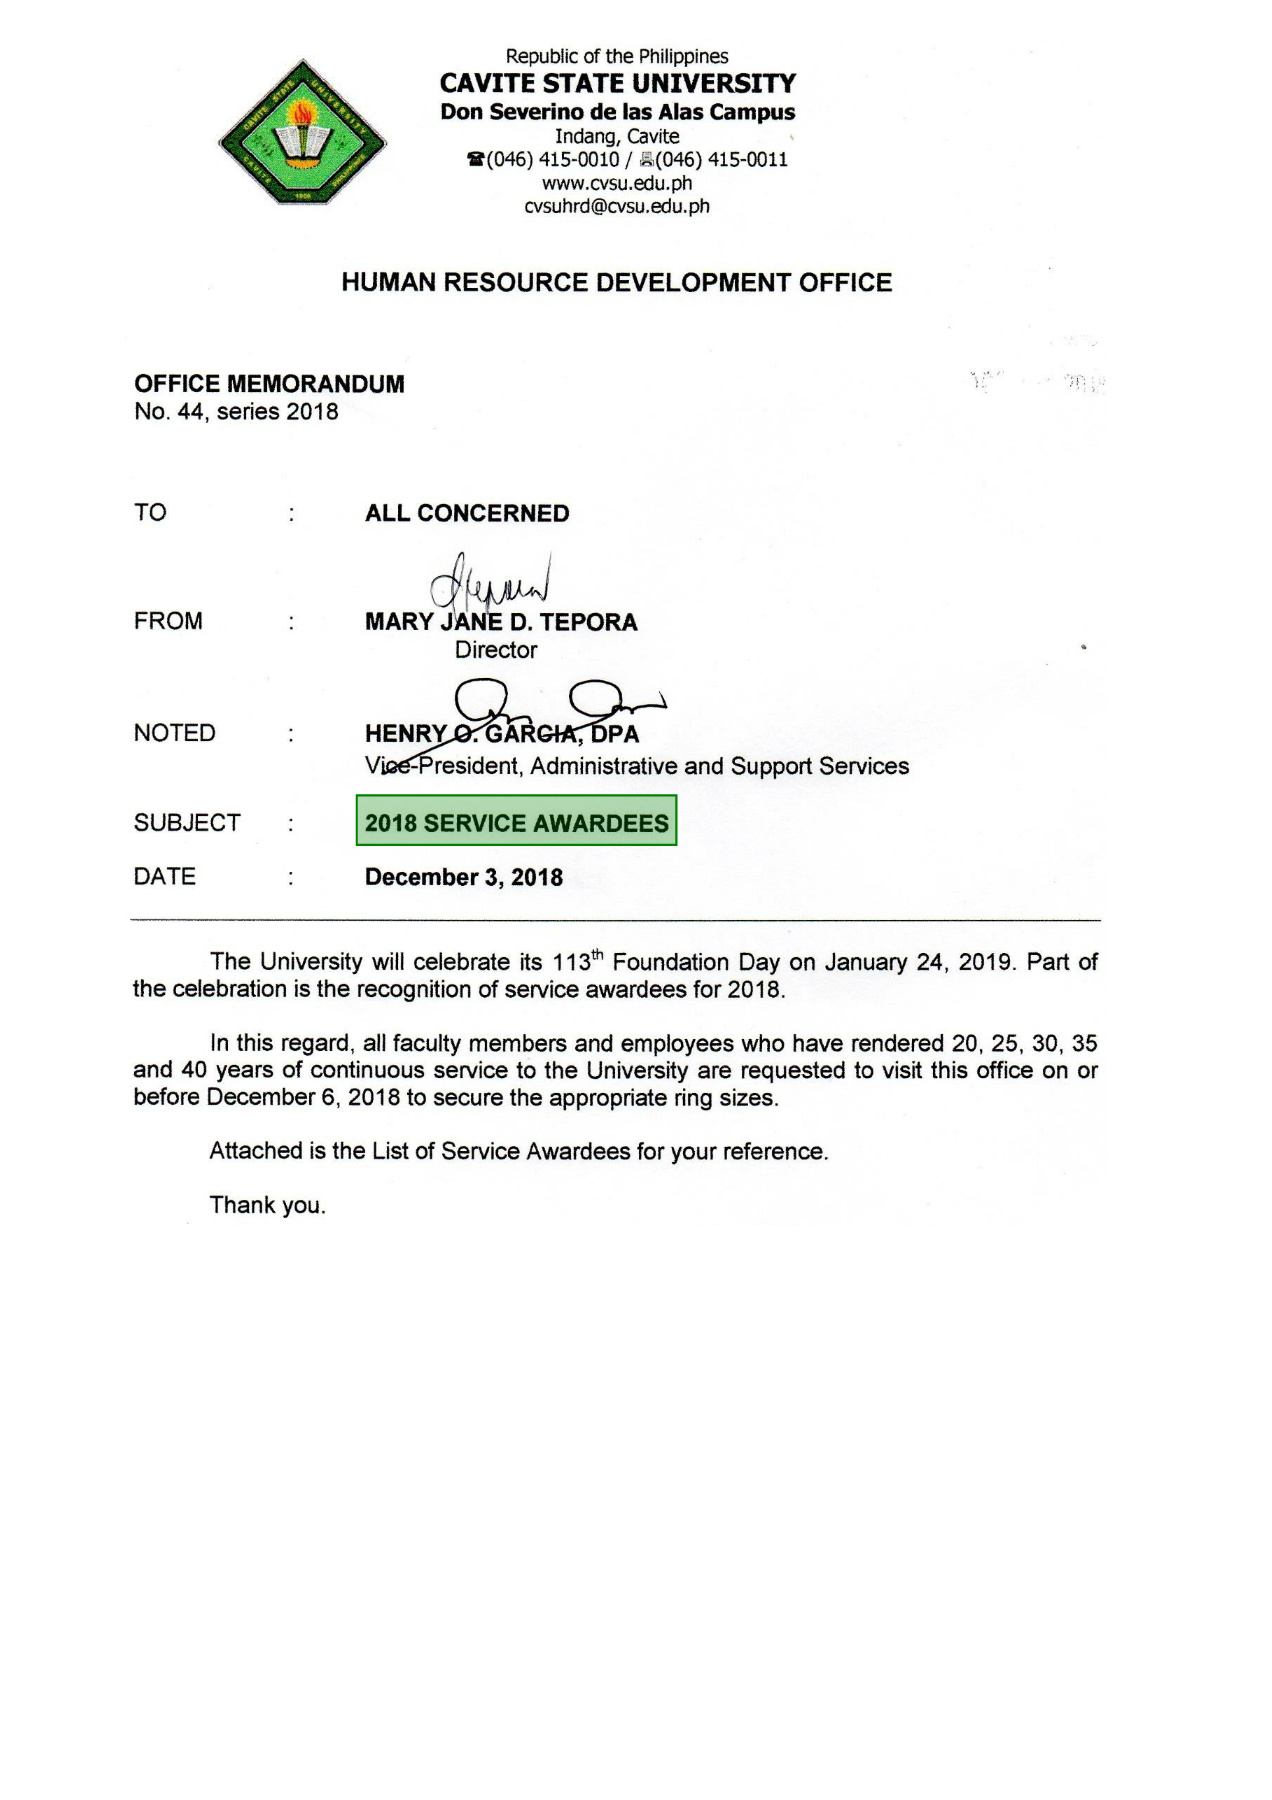 Republic of the Philippines
CAVITE STATE UNIVERSITY
Don Severino de las Alas Campus
Indang, Cavite
☎(046) 415-0010 / 📠(046) 415-0011
www.cvsu.edu.ph
cvsuhrd@cvsu.edu.ph
CAVITE STATE UNIVERSITY
CAVITE PHILIPPINES
1906
HUMAN RESOURCE DEVELOPMENT OFFICE
OFFICE MEMORANDUM
No. 44, series 2018
TO : ALL CONCERNED
FROM : MARY JANE D. TEPORA
Director
NOTED : HENRY O. GARCIA, DPA
Vice-President, Administrative and Support Services
SUBJECT : 2018 SERVICE AWARDEES
DATE : December 3, 2018
The University will celebrate its 113th Foundation Day on January 24, 2019. Part of
the celebration is the recognition of service awardees for 2018.
In this regard, all faculty members and employees who have rendered 20, 25, 30, 35
and 40 years of continuous service to the University are requested to visit this office on or
before December 6, 2018 to secure the appropriate ring sizes.
Attached is the List of Service Awardees for your reference.
Thank you.